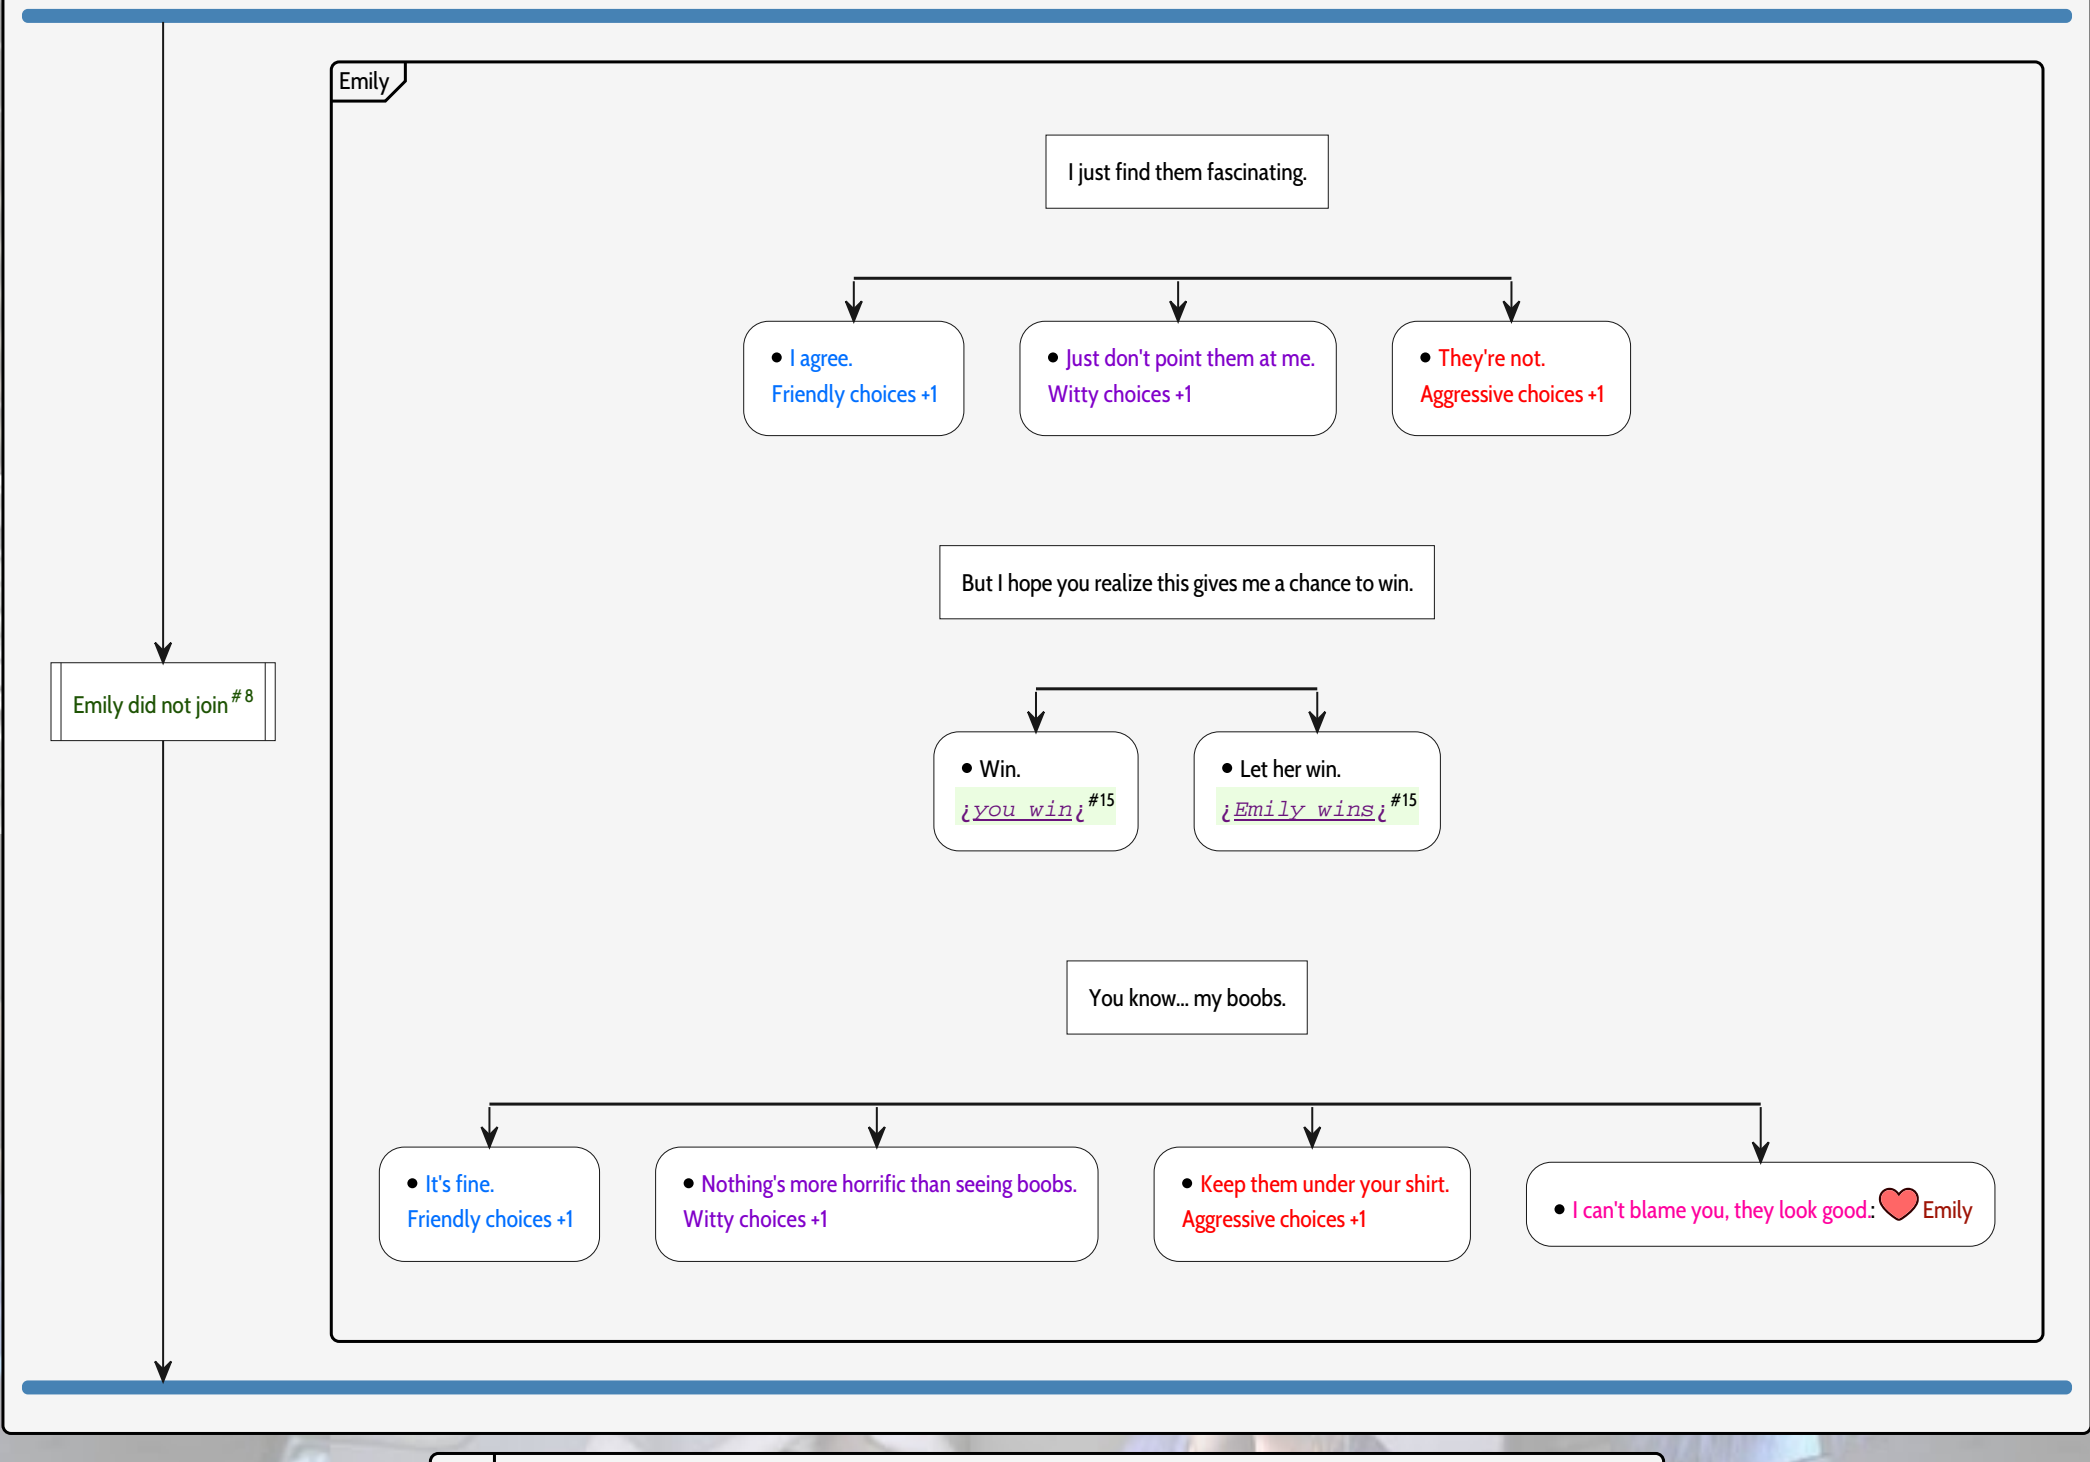 Emily
I just find them fascinating.
● I agree.
Friendly choices +1
● Just don't point them at me.
Witty choices +1
● They're not.
Aggressive choices +1
But I hope you realize this gives me a chance to win.
Emily did not join #8
● Win.
¿you win¿ #15
● Let her win.
¿Emily wins¿ #15
You know... my boobs.
● It's fine.
Friendly choices +1
● Nothing's more horrific than seeing boobs.
Witty choices +1
● Keep them under your shirt.
Aggressive choices +1
● I can't blame you, they look good.: Emily